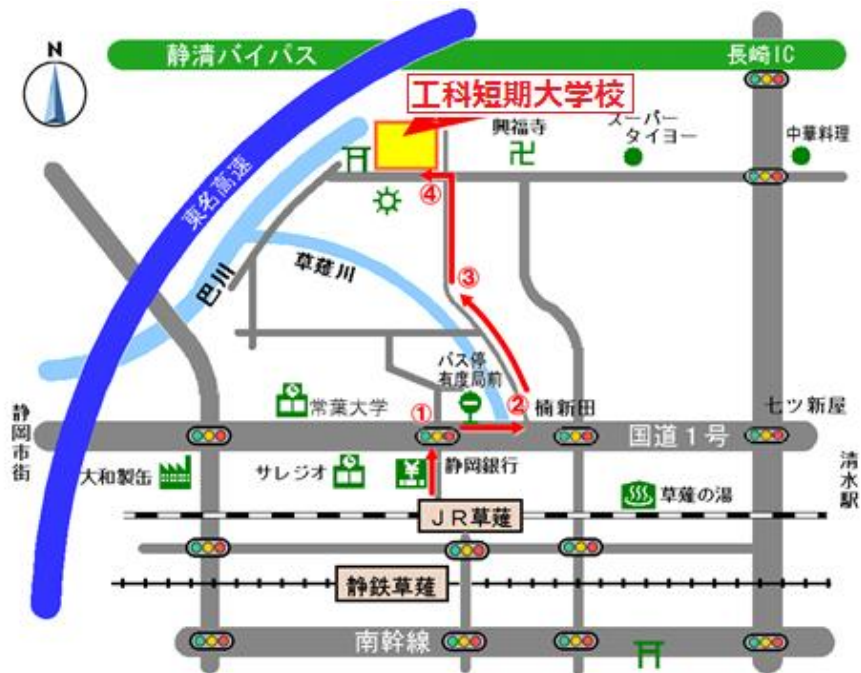 N
静清バイパス
長崎IC
工科短期大学校
興福寺
スーパー
タイヨー
中華料理
東名高速
④
巴川
草薙川
③
バス停
有度局前
静岡市街
常葉大学
①
②
楠新田
七ツ新屋
国道1号
大和製缶
サレジオ
¥
静岡銀行
草薙の湯
清水駅
JR草薙
静鉄草薙
南幹線